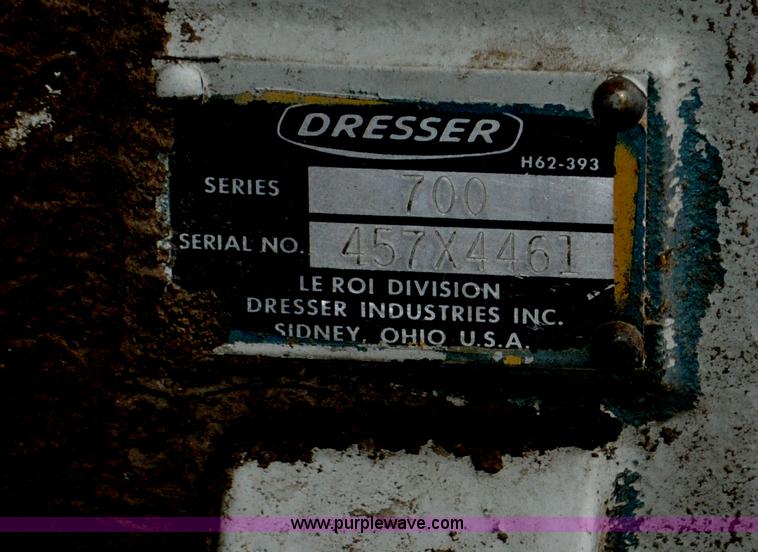 DRESSER
H62-393
SERIES 700
SERIAL NO. 457X4461
LE ROI DIVISION
DRESSER INDUSTRIES INC.
SIDNEY, OHIO U.S.A.
www.purplewave.com